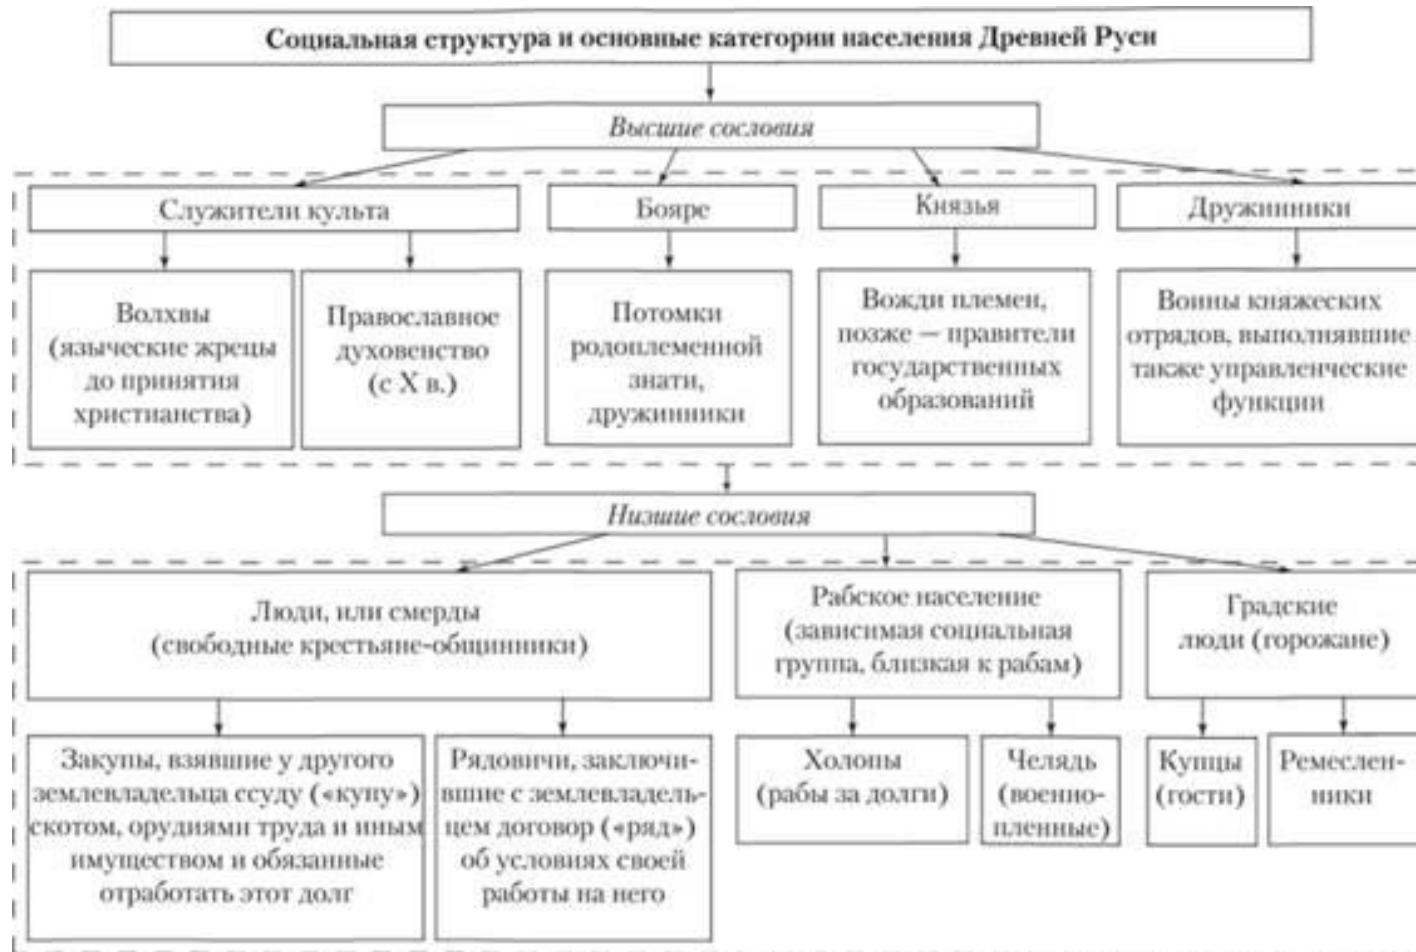 Социальная структура и основные категории населения Древней Руси
Высшие сословия
Служители культа
Бояре
Князья
Дружинники
Волхвы
(языческие жрецы
до принятия
христианства)
Православное
духовенство
(с X в.)
Потомки
родоплеменной
знати,
дружинники
Вожди племен,
позже — правители
государственных
образований
Воины княжеских
отрядов, выполнявшие
также управленческие
функции
Низшие сословия
Люди, или смерды
(свободные крестьяне-общинники)
Рабское население
(зависимая социальная
группа, близкая к рабам)
Градские
люди (горожане)
Закупы, взявшие у другого
землевладельца ссуду («купу»)
скотом, орудиями труда и иным
имуществом и обязанные
отработать этот долг
Рядовичи, заключи-
вшие с землевладель-
цем договор («ряд»)
об условиях своей
работы на него
Холопы
(рабы за долги)
Челядь
(военно-
пленные)
Купцы
(гости)
Ремеслен-
ники